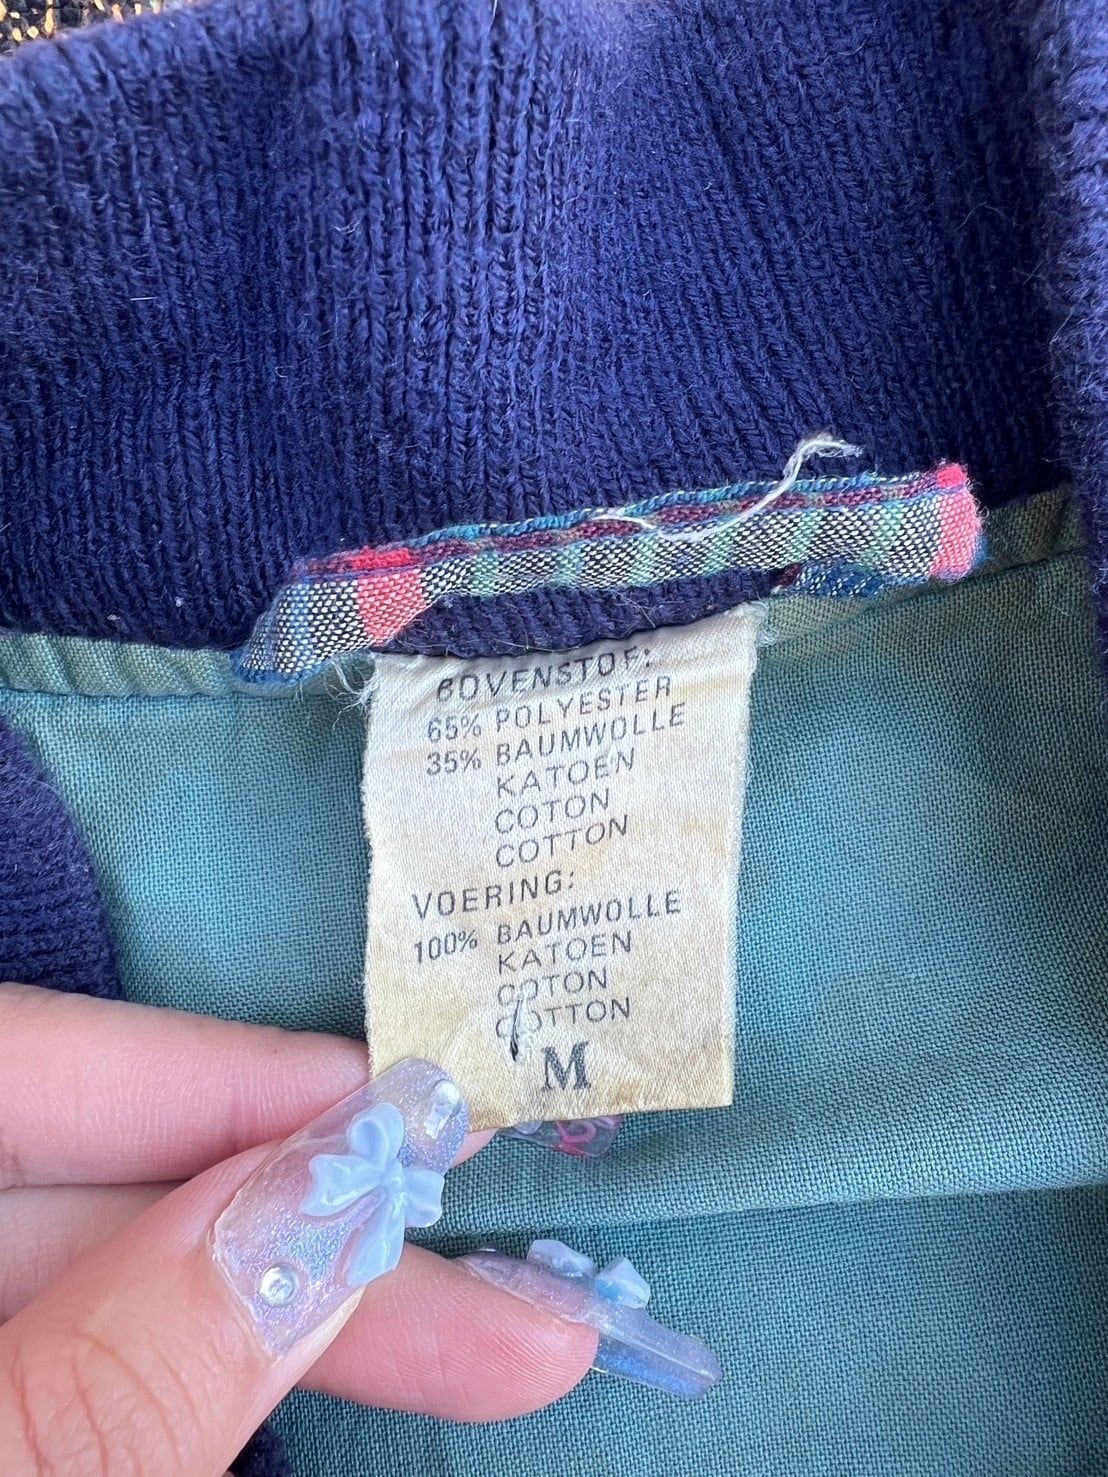 BOVENSTOF:
65% POLYESTER
35% BAUMWOLLE
KATOEN
COTON
COTTON
VOERING:
100% BAUMWOLLE
KATOEN
COTON
COTTON
M